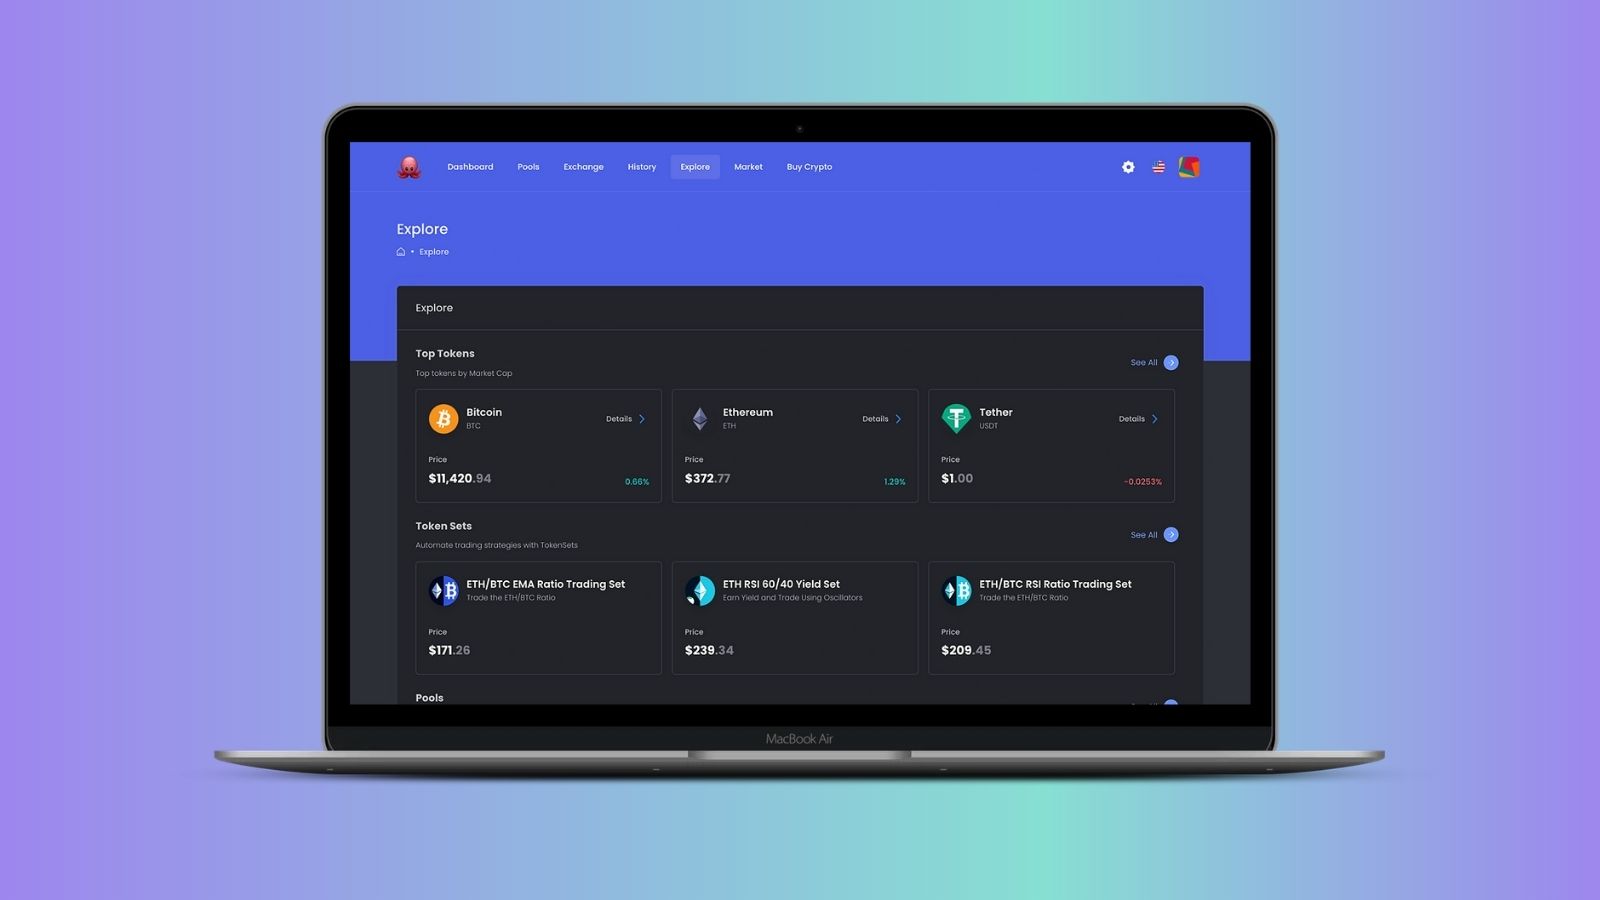 Dashboard Pools Exchange History Explore Market Buy Crypto
Explore
Explore
Explore
Top Tokens
See All
Top tokens by Market Cap
Bitcoin
BTC
Details
Price
$11,420.94
0.66%
Ethereum
ETH
Details
Price
$372.77
1.29%
Tether
USDT
Details
Price
$1.00
-0.0253%
Token Sets
See All
Automate trading strategies with TokenSets
ETH/BTC EMA Ratio Trading Set
Trade the ETH/BTC Ratio
Price
$171.26
ETH RSI 60/40 Yield Set
Earn Yield and Trade Using Oscillators
Price
$239.34
ETH/BTC RSI Ratio Trading Set
Trade the ETH/BTC Ratio
Price
$209.45
Pools
MacBook Air